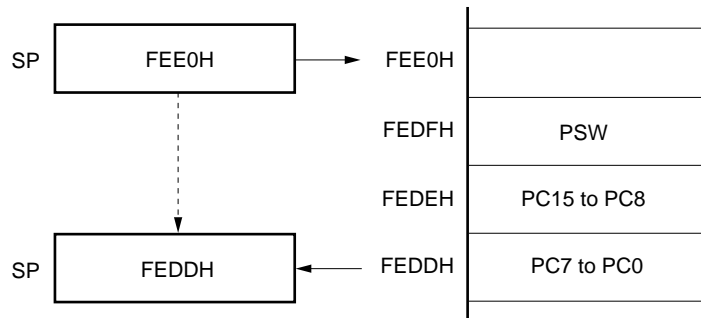 SP FEE0H FEE0H
FEDFH PSW
FEDEH PC15 to PC8
SP FEDDH FEDDH PC7 to PC0